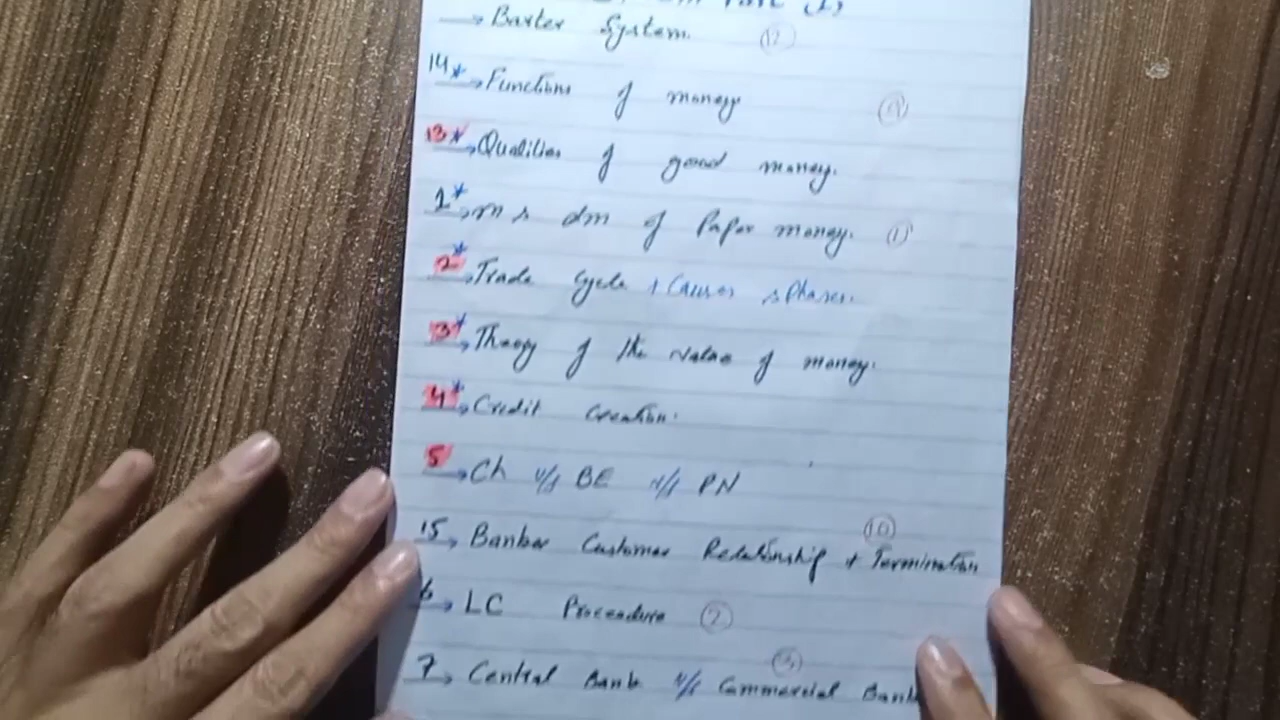 → Barter System. (12)
14* → Functions of money (9)
13* → Qualities of good money.
1* → m & dm of Paper money. (1)
2* → Trade Cycle + Causes & Phases.
3* → Theory of the value of money.
4* → Credit Creation.
5 → Ch v/s BE v/s PN
15 → Banker Customer Relationship + Termination (10)
6 → LC Procedure (2)
7 → Central Bank v/s Commercial Bank (3)